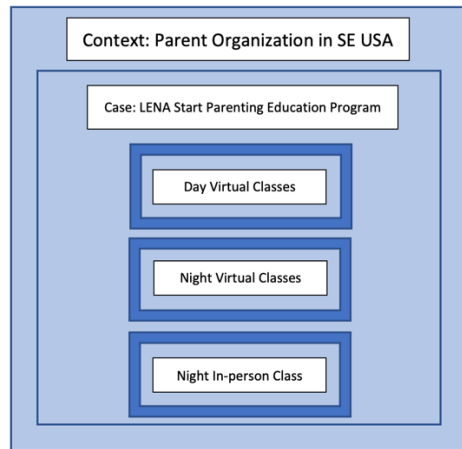 Context: Parent Organization in SE USA
Case: LENA Start Parenting Education Program
Day Virtual Classes
Night Virtual Classes
Night In-person Class